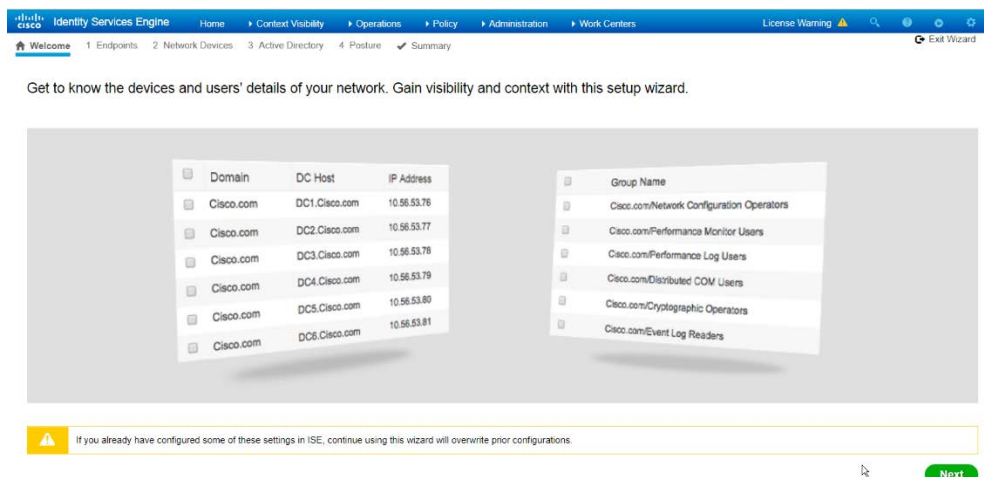 cisco Identity Services Engine Home Context Visibility Operations Policy Administration Work Centers License Warning
Welcome 1 Endpoints 2 Network Devices 3 Active Directory 4 Posture Summary Exit Wizard
Get to know the devices and users' details of your network. Gain visibility and context with this setup wizard.
Domain DC Host IP Address
Cisco.com DC1.Cisco.com 10.56.53.76
Cisco.com DC2.Cisco.com 10.56.53.77
Cisco.com DC3.Cisco.com 10.56.53.78
Cisco.com DC4.Cisco.com 10.56.53.79
Cisco.com DC5.Cisco.com 10.56.53.80
Cisco.com DC6.Cisco.com 10.56.53.81
Group Name
Cisco.com/Network Configuration Operators
Cisco.com/Performance Monitor Users
Cisco.com/Performance Log Users
Cisco.com/Distributed COM Users
Cisco.com/Cryptographic Operators
Cisco.com/Event Log Readers
If you already have configured some of these settings in ISE, continue using this wizard will overwrite prior configurations.
Next